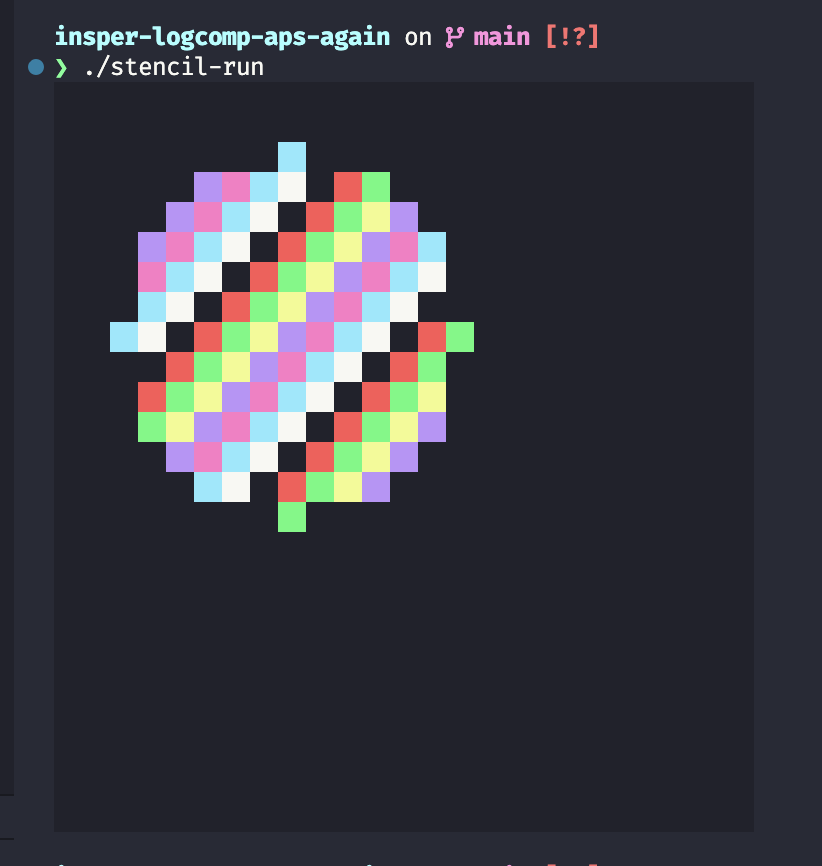 insper-logcomp-aps-again on main [!?]
❯ ./stencil-run